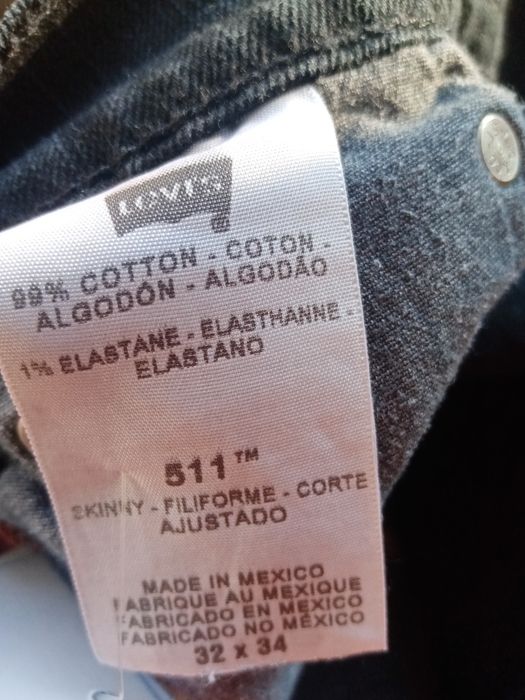 LEVI'S
®
99% COTTON - COTON -
ALGODÓN - ALGODÃO
1% ELASTANE - ELASTHANNE -
ELASTANO
511™
SKINNY - FILIFORME - CORTE
AJUSTADO
MADE IN MEXICO
FABRIQUE AU MEXIQUE
FABRICADO EN MEXICO
FABRICADO NO MÉXICO
32 x 34